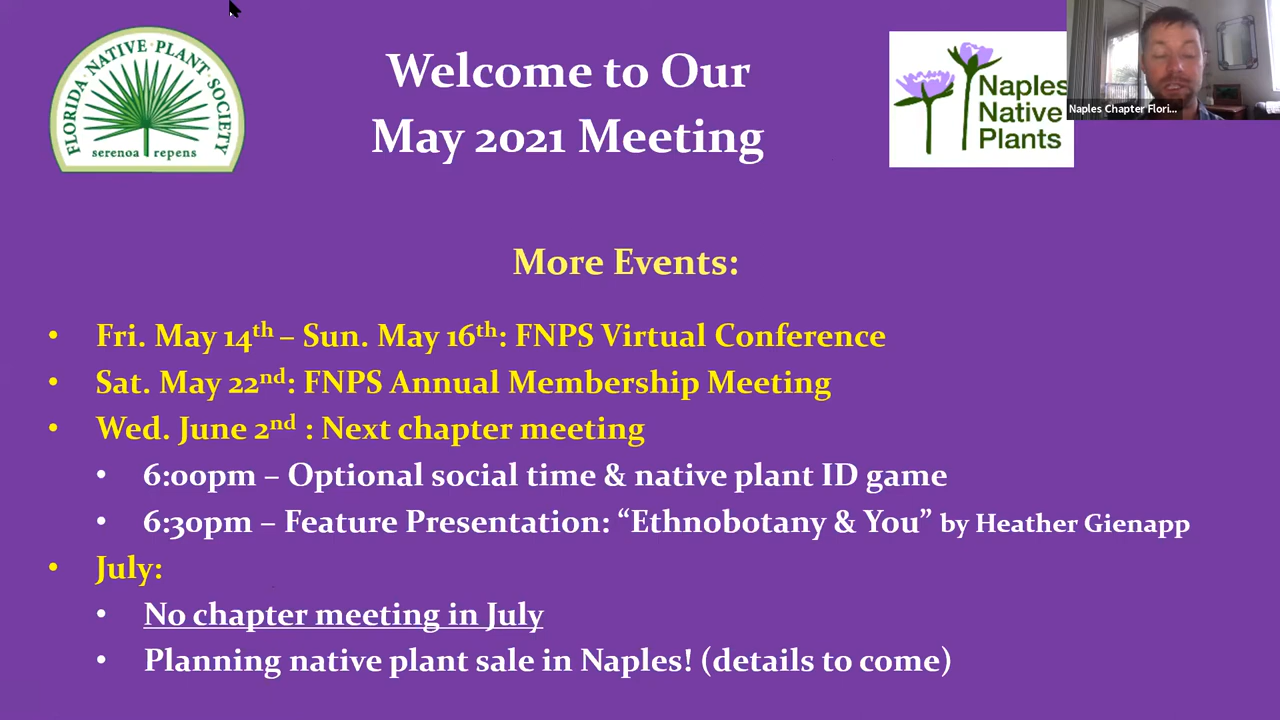 FLORIDA NATIVE PLANT SOCIETY
serenoa repens
Welcome to Our
May 2021 Meeting
Naples
Native
Plants
Naples Chapter Flori...
More Events:
• Fri. May 14th – Sun. May 16th: FNPS Virtual Conference
• Sat. May 22nd: FNPS Annual Membership Meeting
• Wed. June 2nd : Next chapter meeting
• 6:00pm – Optional social time & native plant ID game
• 6:30pm – Feature Presentation: “Ethnobotany & You” by Heather Gienapp
• July:
• No chapter meeting in July
• Planning native plant sale in Naples! (details to come)